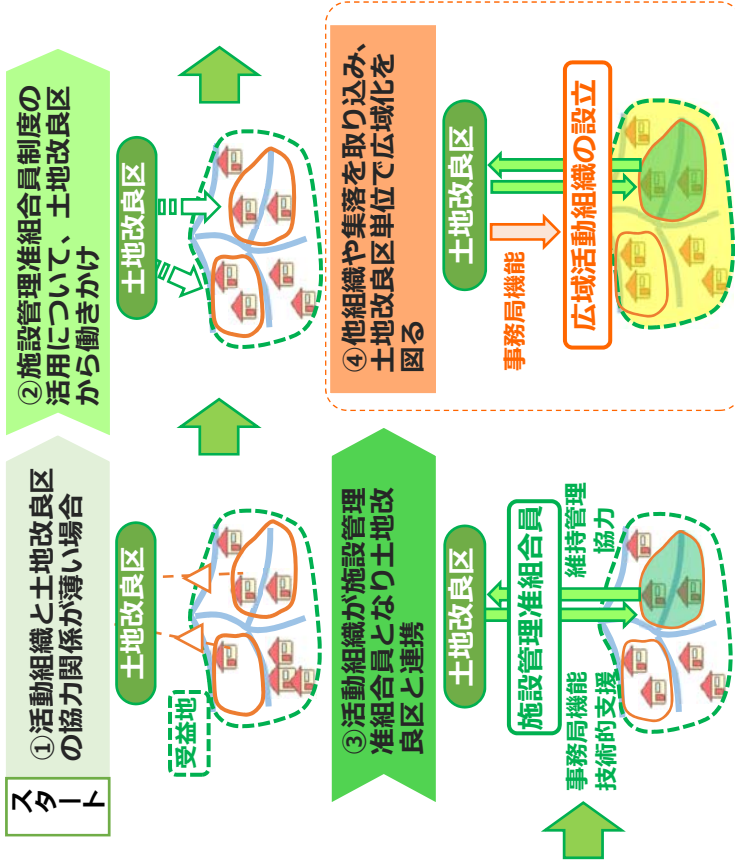 スタート
①活動組織と土地改良区
の協力関係が薄い場合
土地改良区
受益地
②施設管理准組合員制度の
活用について、土地改良区
から働きかけ
土地改良区
③活動組織が施設管理
准組合員となり土地改
良区と連携
土地改良区
施設管理准組合員
事務局機能
技術的支援
維持管理
協力
④他組織や集落を取り込み、
土地改良区単位で広域化を
図る
土地改良区
事務局機能
広域活動組織の設立